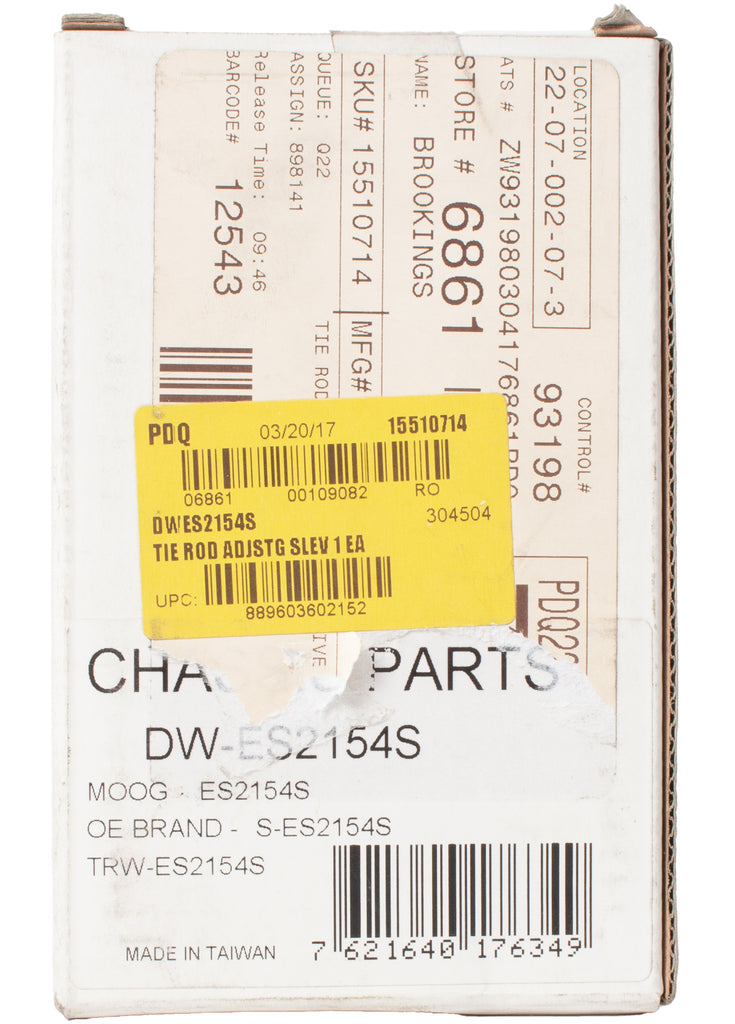 LOCATION
22-07-002-07-3
CONTROL#
93198
ATS # ZW931980304176861PDQ
STORE # 6861
NAME: BROOKINGS
SKU# 15510714 MFG#
QUEUE: Q22
TIE ROD
ASSIGN: 898141
Release Time: 09:46
BARCODE# 12543
PDQ 03/20/17 15510714
06861 00109082 RO
DWES2154S 304504
TIE ROD ADJSTG SLEV 1 EA
UPC: 889603602152
PARTS
DW-ES2154S
MOOG - ES2154S
OE BRAND - S-ES2154S
TRW-ES2154S
MADE IN TAIWAN
7 621640 176349